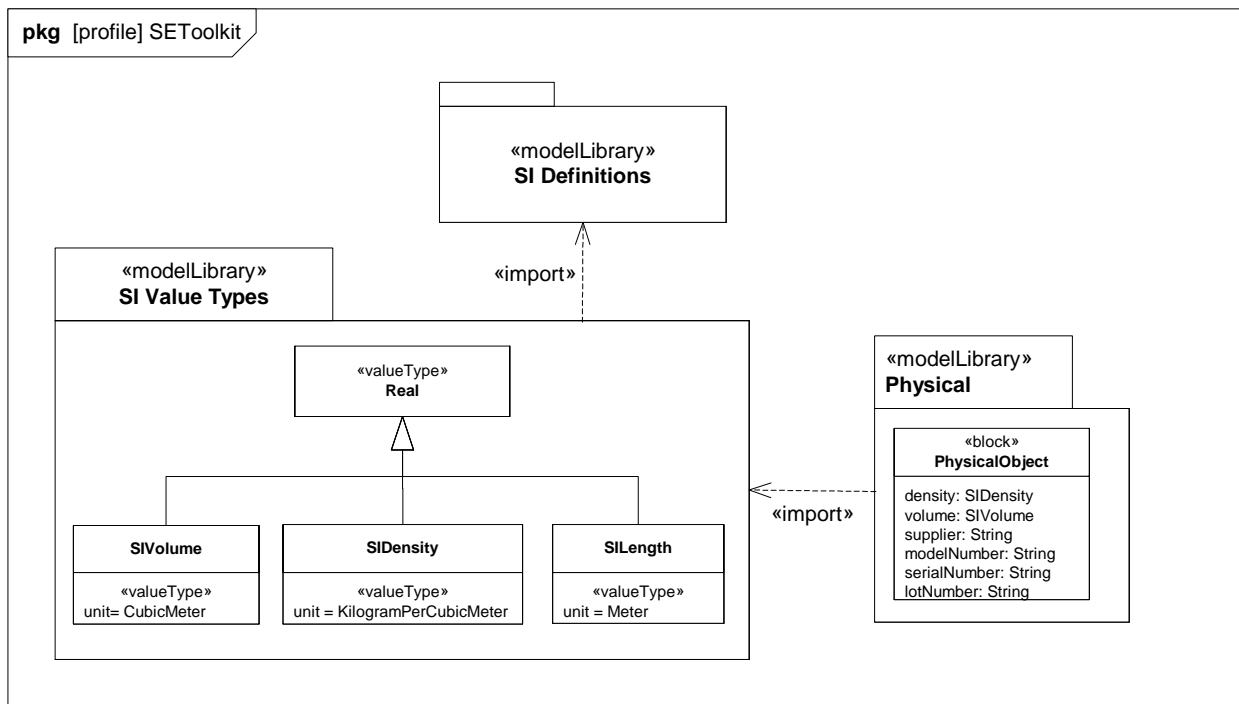 pkg [profile] SEToolkit
«modelLibrary»
SI Definitions
«import»
«modelLibrary»
SI Value Types
«valueType»
Real
SIVolume
«valueType»
unit= CubicMeter
SIDensity
«valueType»
unit = KilogramPerCubicMeter
SILength
«valueType»
unit = Meter
«import»
«modelLibrary»
Physical
«block»
PhysicalObject
density: SIDensity
volume: SIVolume
supplier: String
modelNumber: String
serialNumber: String
lotNumber: String